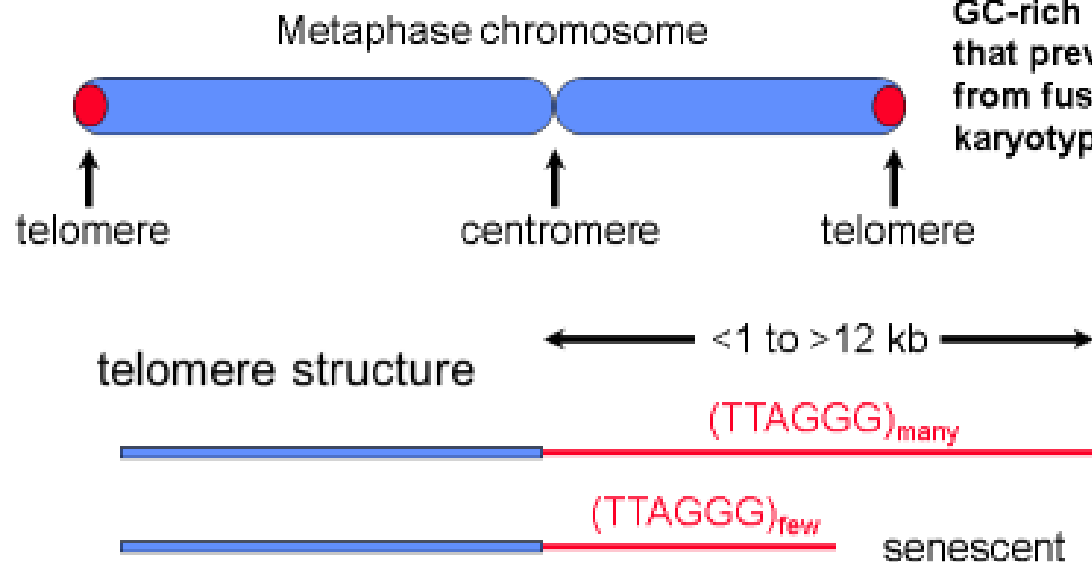 Metaphase chromosome
GC-rich
that prev
from fus
karyotyp
telomere
centromere
telomere
<1 to >12 kb
telomere structure
(TTAGGG)many
(TTAGGG)few
senescent